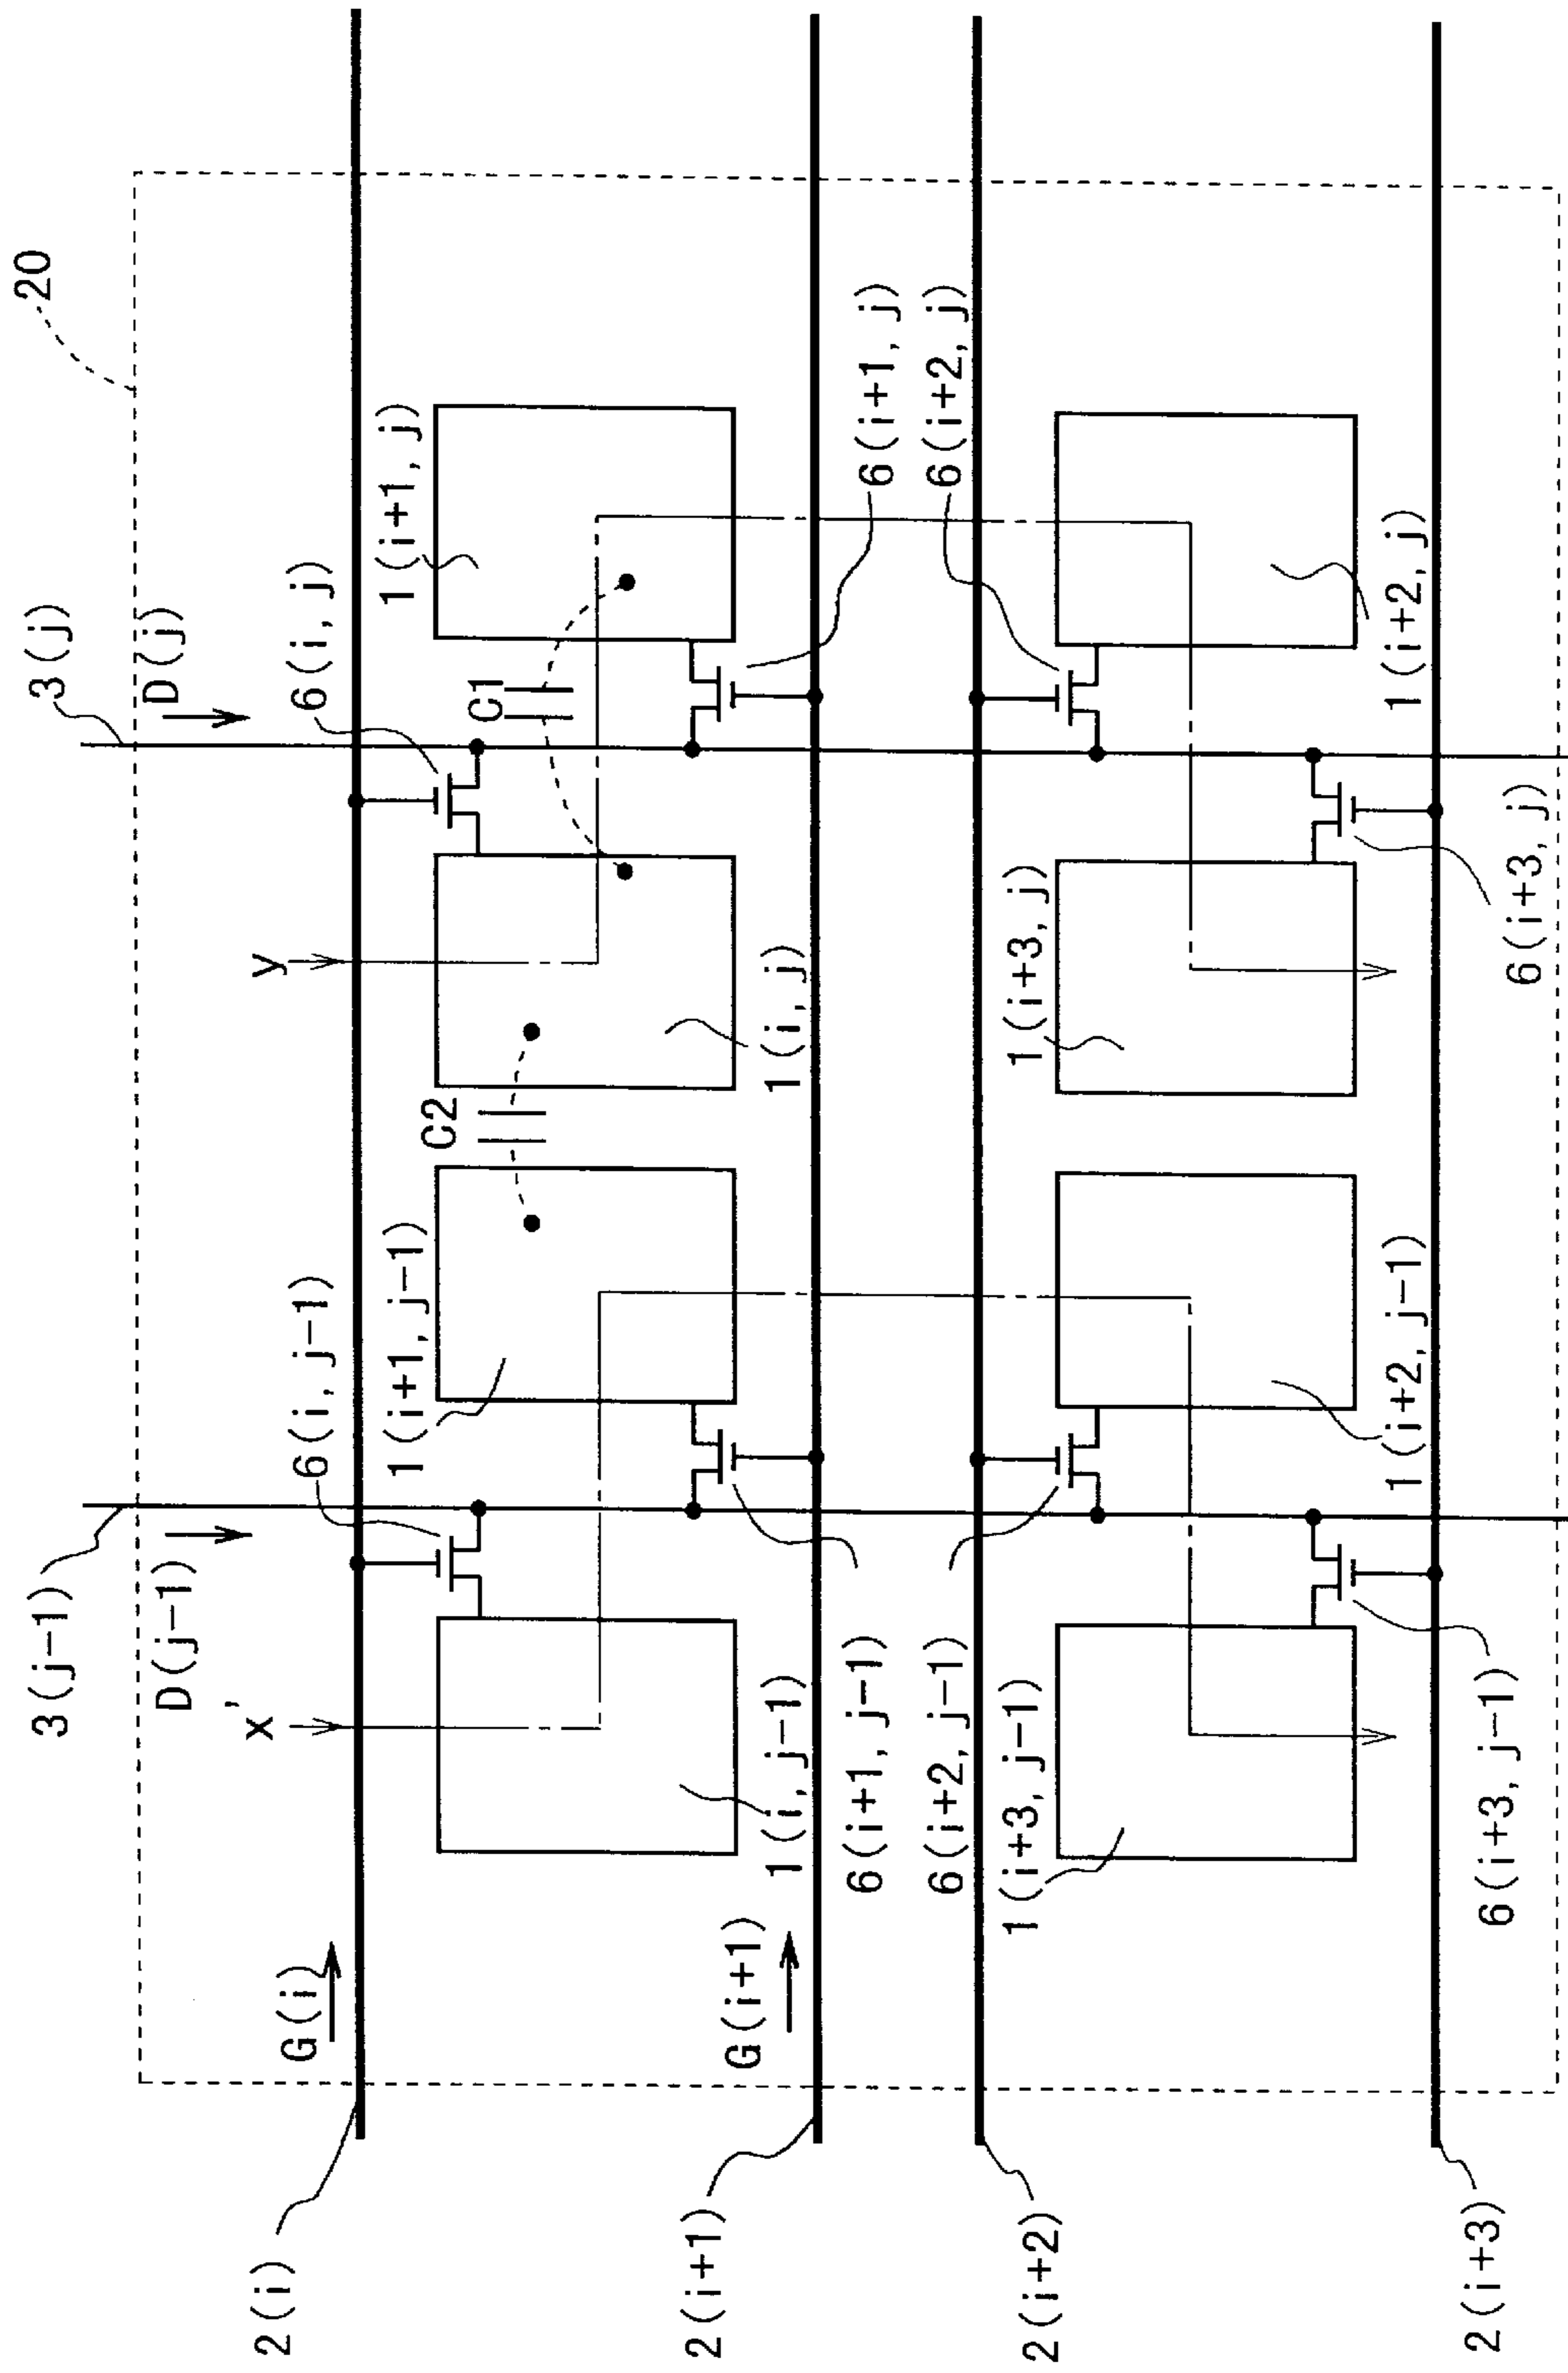 20
3(j-1)
3(j)
D(j-1)
D(j)
x'
y
G(i)
6(i, j-1)
6(i, j)
2(i)
1(i+1, j-1)
C2
C1
1(i+1, j)
1(i, j-1)
1(i, j)
G(i+1)
2(i+1)
6(i+1, j-1)
6(i+1, j)
6(i+2, j-1)
6(i+2, j)
2(i+2)
1(i+3, j-1)
1(i+3, j)
1(i+2, j-1)
1(i+2, j)
6(i+3, j-1)
6(i+3, j)
2(i+3)